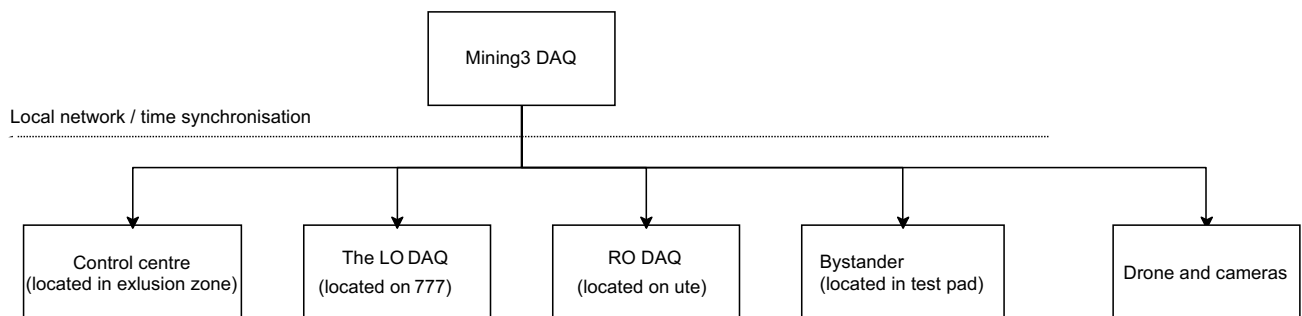 Mining3 DAQ
Local network / time synchronisation
Control centre
(located in exlusion zone)
The LO DAQ
(located on 777)
RO DAQ
(located on ute)
Bystander
(located in test pad)
Drone and cameras